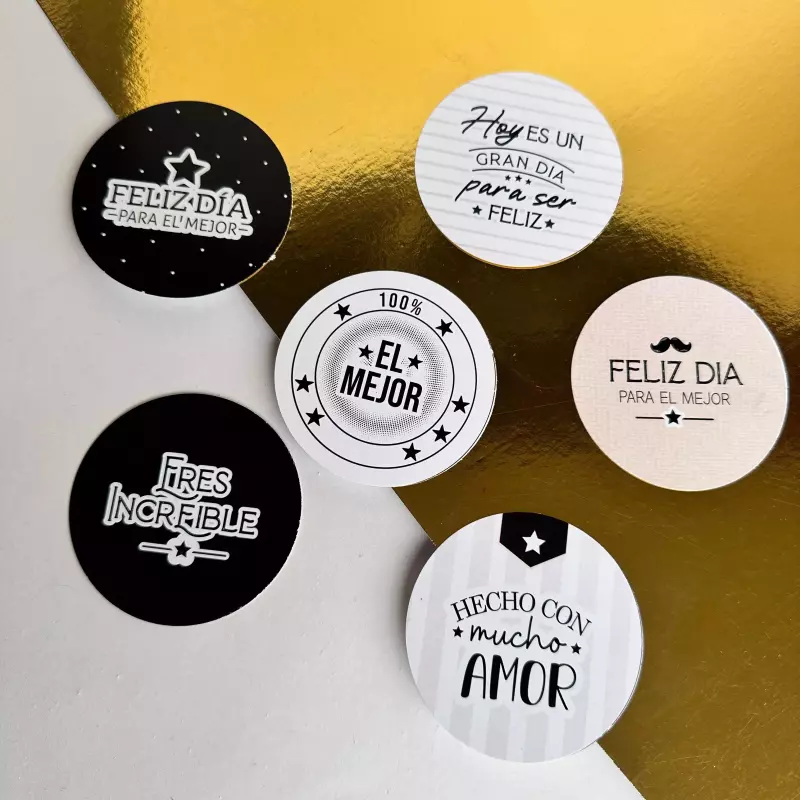 FELIZ DÍA
PARA EL MEJOR
Hoy ES UN
GRAN DIA
para ser
FELIZ
100%
EL
MEJOR
FELIZ DIA
PARA EL MEJOR
ERES
INCREIBLE
HECHO CON
mucho
AMOR